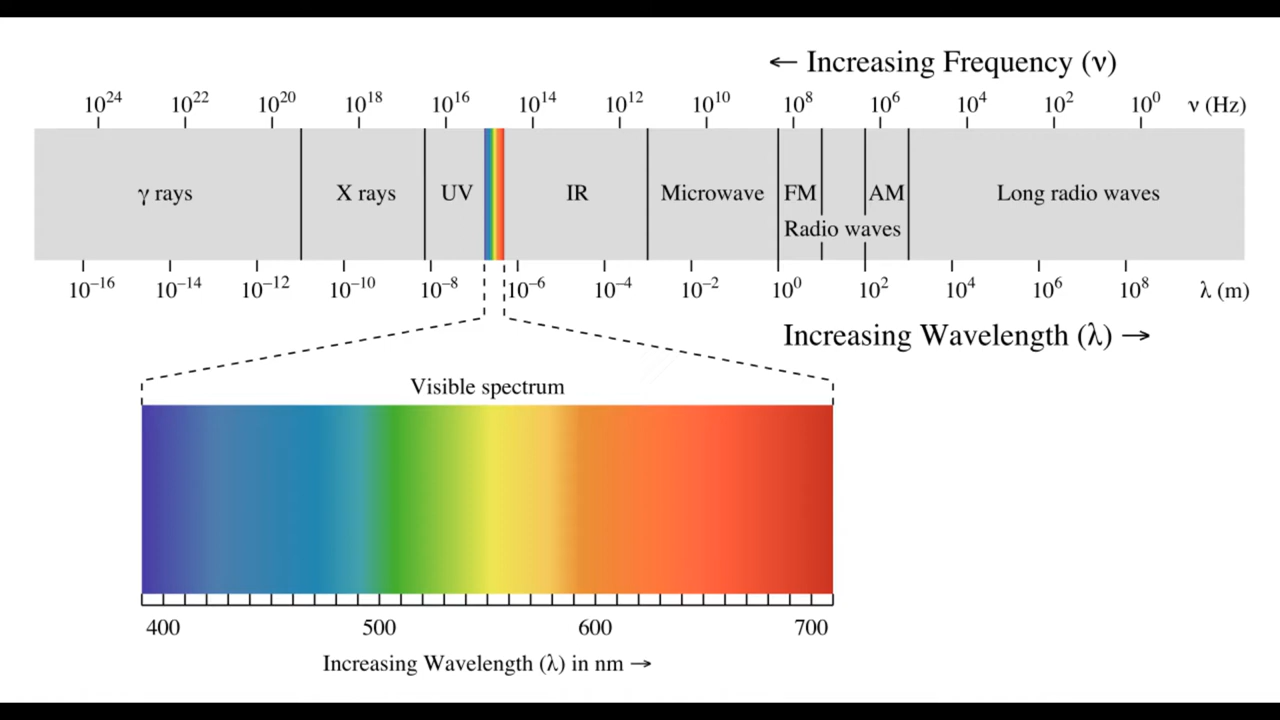 ← Increasing Frequency (ν)
10²⁴ 10²² 10²⁰ 10¹⁸ 10¹⁶ 10¹⁴ 10¹² 10¹⁰ 10⁸ 10⁶ 10⁴ 10² 10⁰ ν (Hz)
γ rays X rays UV IR Microwave FM AM Long radio waves
Radio waves
10⁻¹⁶ 10⁻¹⁴ 10⁻¹² 10⁻¹⁰ 10⁻⁸ 10⁻⁶ 10⁻⁴ 10⁻² 10⁰ 10² 10⁴ 10⁶ 10⁸ λ (m)
Increasing Wavelength (λ) →
Visible spectrum
400 500 600 700
Increasing Wavelength (λ) in nm →